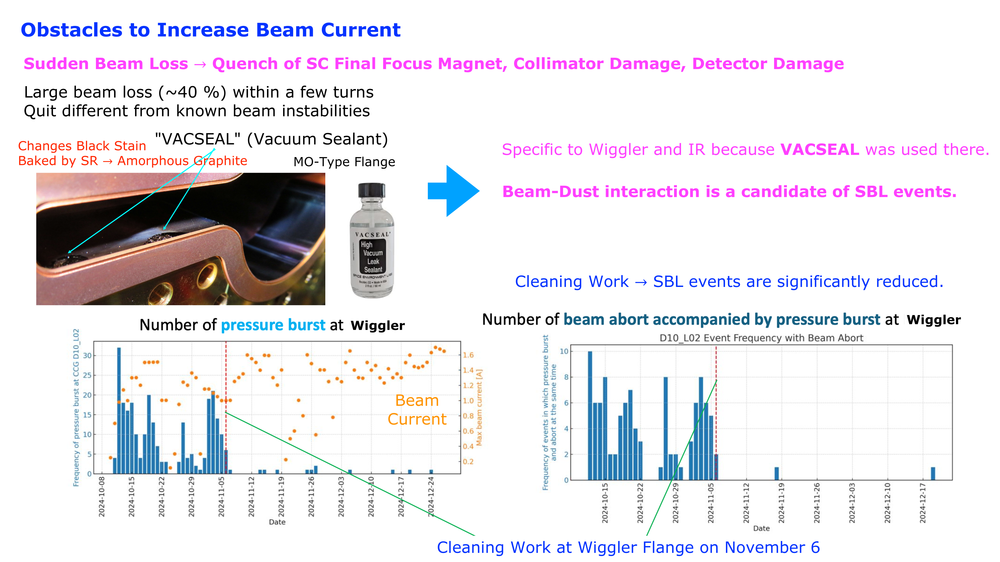 Obstacles to Increase Beam Current
Sudden Beam Loss → Quench of SC Final Focus Magnet, Collimator Damage, Detector Damage
Large beam loss (~40 %) within a few turns
Quit different from known beam instabilities
"VACSEAL" (Vacuum Sealant)
Changes Black Stain
Baked by SR → Amorphous Graphite
MO-Type Flange
VACSEAL®
High
Vacuum
Leak
Sealant
SPACE ENVIRONMENT LABS
Boulder, CO • Made in USA
2 fl oz. / 60 ml
Specific to Wiggler and IR because VACSEAL was used there.
Beam-Dust interaction is a candidate of SBL events.
Cleaning Work → SBL events are significantly reduced.
Number of pressure burst at Wiggler
Frequency of pressure burst at CCG D10_L02
30
25
20
15
10
5
0
1.6
1.4
1.2
1.0
0.8
0.6
0.4
0.2
Max beam current [A]
Beam
Current
2024-10-08
2024-10-15
2024-10-22
2024-10-29
2024-11-05
2024-11-12
2024-11-19
2024-11-26
2024-12-03
2024-12-10
2024-12-17
2024-12-24
Date
Number of beam abort accompanied by pressure burst at Wiggler
D10_L02 Event Frequency with Beam Abort
Frequency of events in which pressure burst
and abort at the same time
10
8
6
4
2
0
2024-10-15
2024-10-22
2024-10-29
2024-11-05
2024-11-12
2024-11-19
2024-11-26
2024-12-03
2024-12-10
2024-12-17
Date
Cleaning Work at Wiggler Flange on November 6